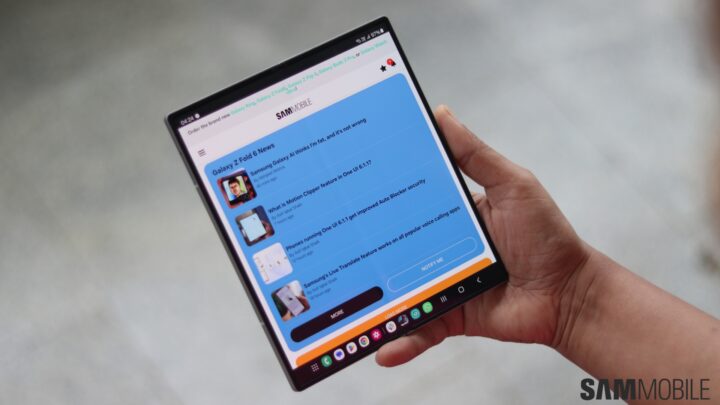 04:24
67%
Order the brand new Galaxy Ring, Galaxy Z Fold6, Galaxy Z Flip 6, Galaxy Buds 3 Pro, or Galaxy Watch
SAMMOBILE
Galaxy Z Fold 6 News
Samsung Galaxy AI thinks I'm fat, and it's not wrong
What is Motion Clipper feature in One UI 6.1.1?
Phones running One UI 6.1.1 get improved Auto Blocker security
Samsung's Live Translate feature works on all popular voice calling apps
MORE
NOTIFY ME
SAMMOBILE